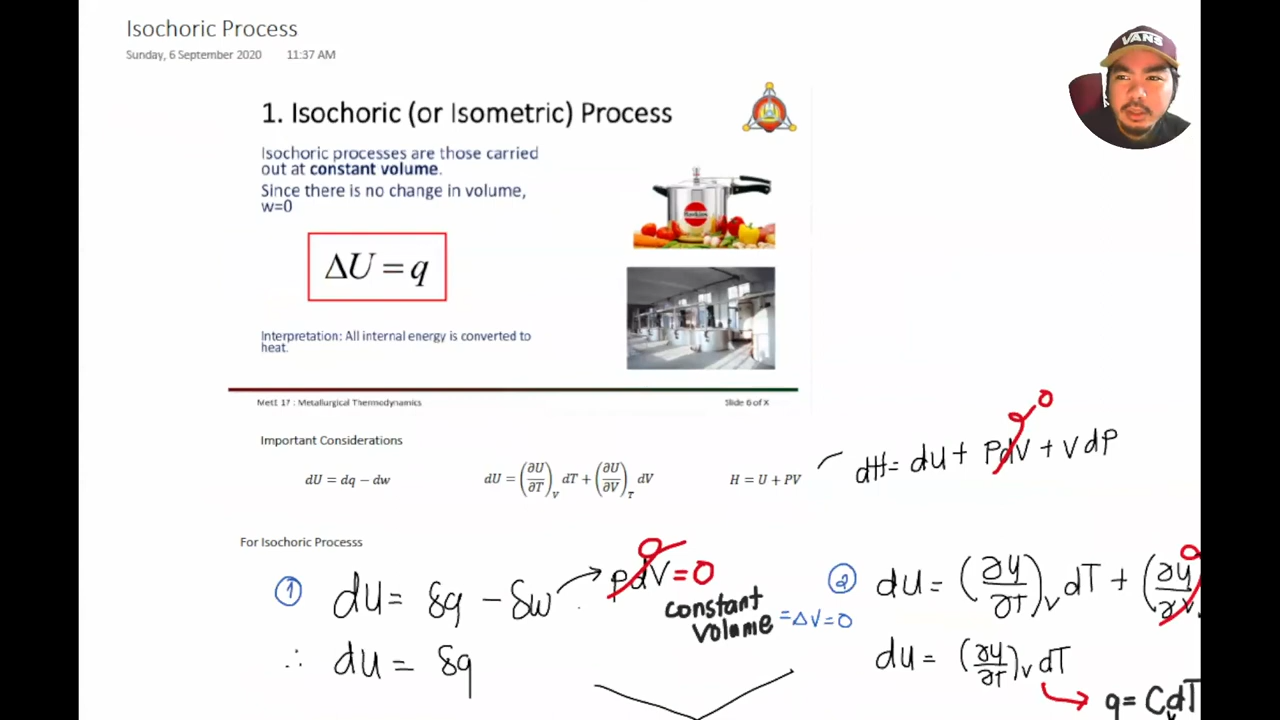 Isochoric Process
Sunday, 6 September 2020 11:37 AM
VANS
1. Isochoric (or Isometric) Process
Isochoric processes are those carried
out at constant volume.
Since there is no change in volume,
w=0
ΔU = q
Interpretation: All internal energy is converted to
heat.
Met1 17 : Metallurgical Thermodynamics Slide 6 of X
Important Considerations
dU = dq − dw
dU = (∂U/∂T)_V dT + (∂U/∂V)_T dV
H = U + PV
dH = dU + PdV + VdP
0
For Isochoric Processs
① dU = δq − δw → PdV = 0
constant
volume = ΔV = 0
∴ dU = δq
② dU = (∂U/∂T)_V dT + (∂U/∂V
dU = (∂U/∂T)_V dT
q = C_V dT